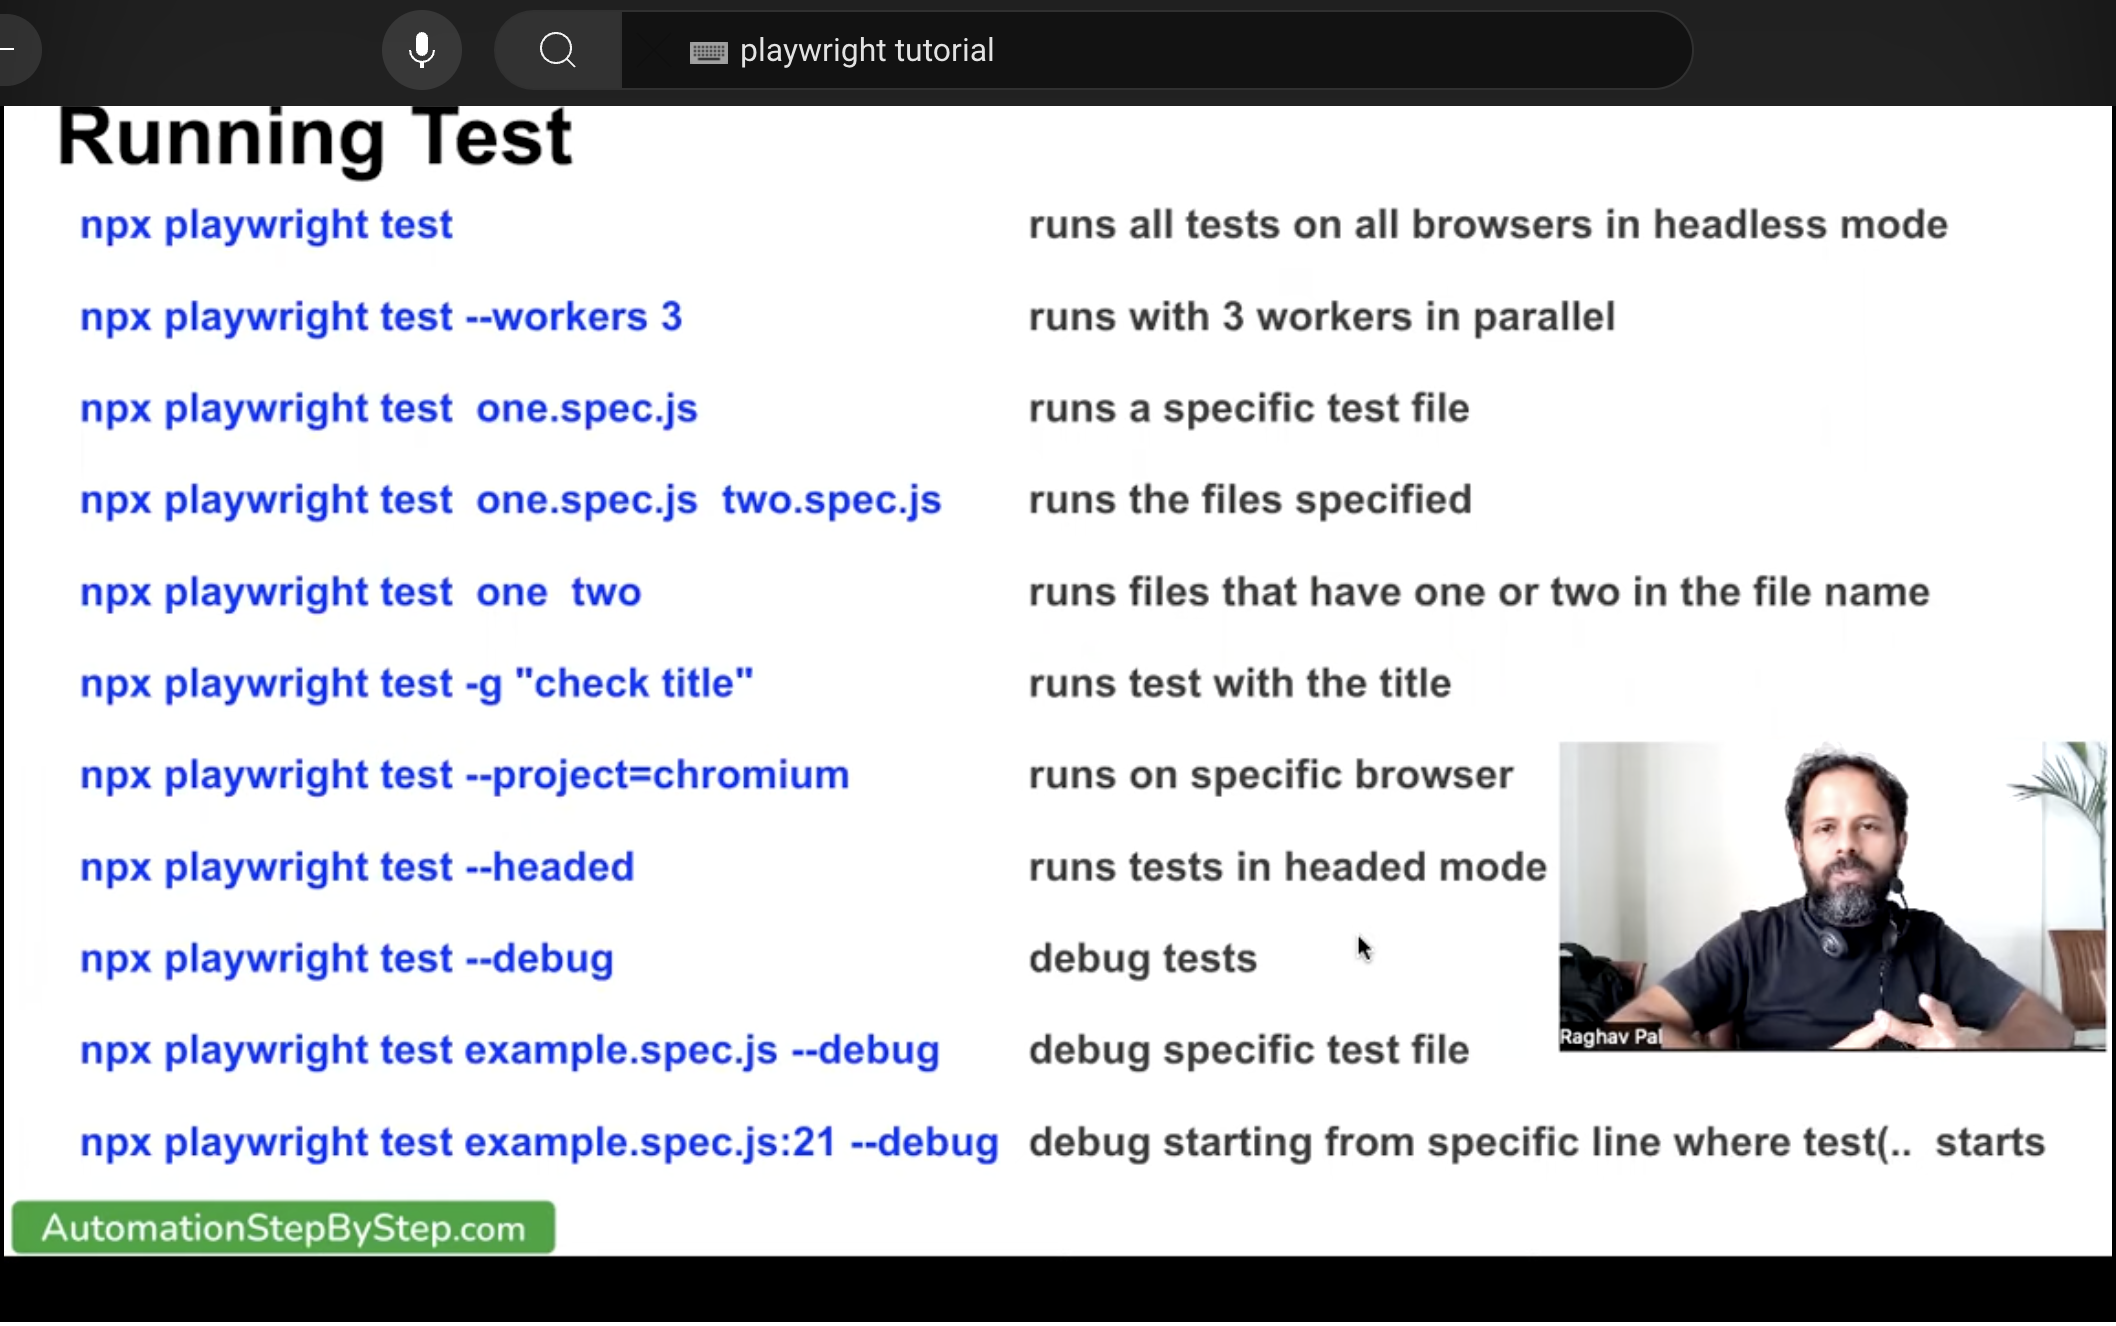 playwright tutorial
Running Test
npx playwright test runs all tests on all browsers in headless mode
npx playwright test --workers 3 runs with 3 workers in parallel
npx playwright test one.spec.js runs a specific test file
npx playwright test one.spec.js two.spec.js runs the files specified
npx playwright test one two runs files that have one or two in the file name
npx playwright test -g "check title" runs test with the title
npx playwright test --project=chromium runs on specific browser
npx playwright test --headed runs tests in headed mode
npx playwright test --debug debug tests
npx playwright test example.spec.js --debug debug specific test file
Raghav Pal
npx playwright test example.spec.js:21 --debug debug starting from specific line where test(.. starts
AutomationStepByStep.com